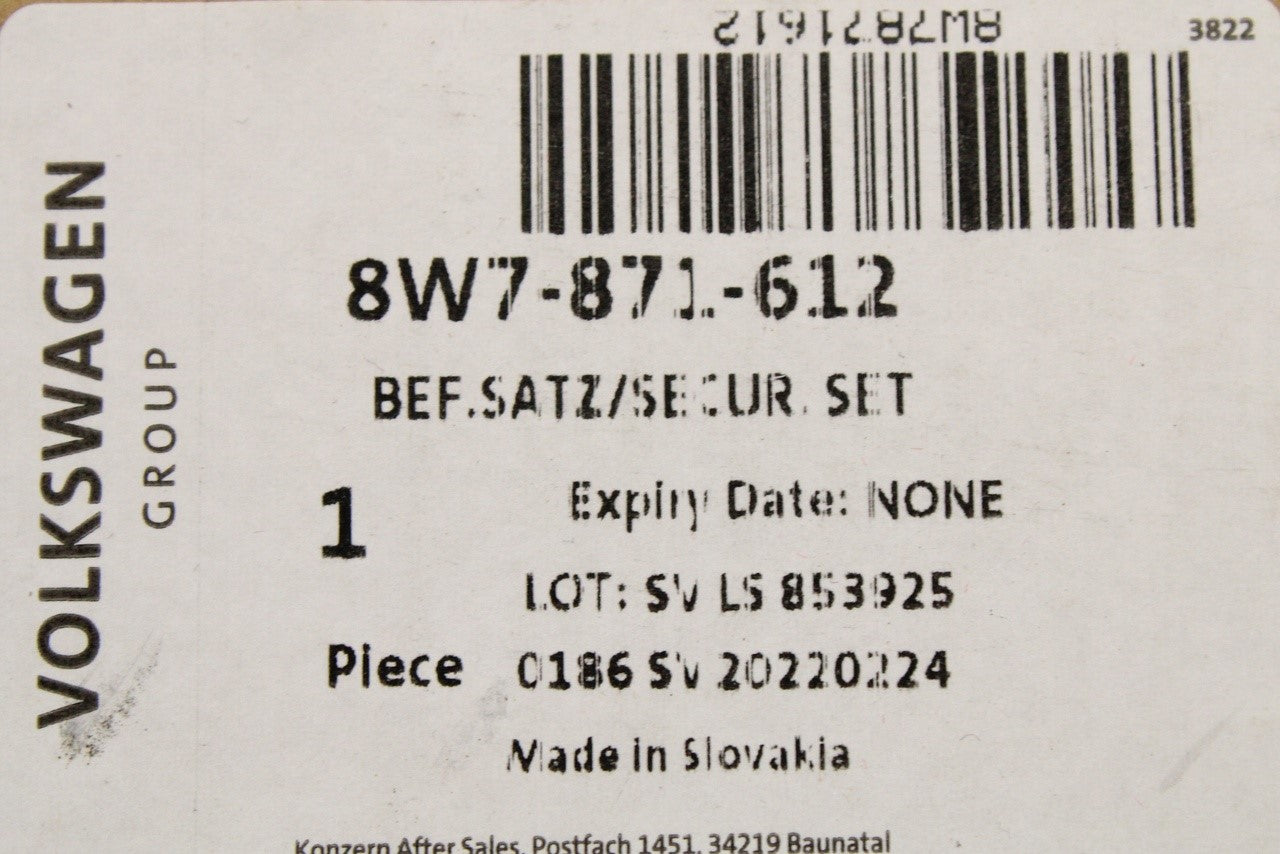 8W7871612
3822
8W7-871-612
BEF.SATZ/SECUR. SET
1
Expiry Date: NONE
LOT: SV LS 853925
Piece 0186 SV 20220224
Made in Slovakia
Konzern After Sales, Postfach 1451, 34219 Baunatal
VOLKSWAGEN
GROUP